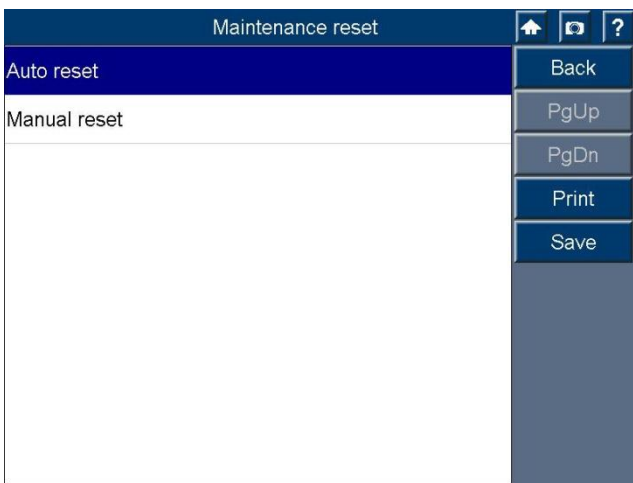 Maintenance reset
?
Auto reset
Manual reset
Back
PgUp
PgDn
Print
Save